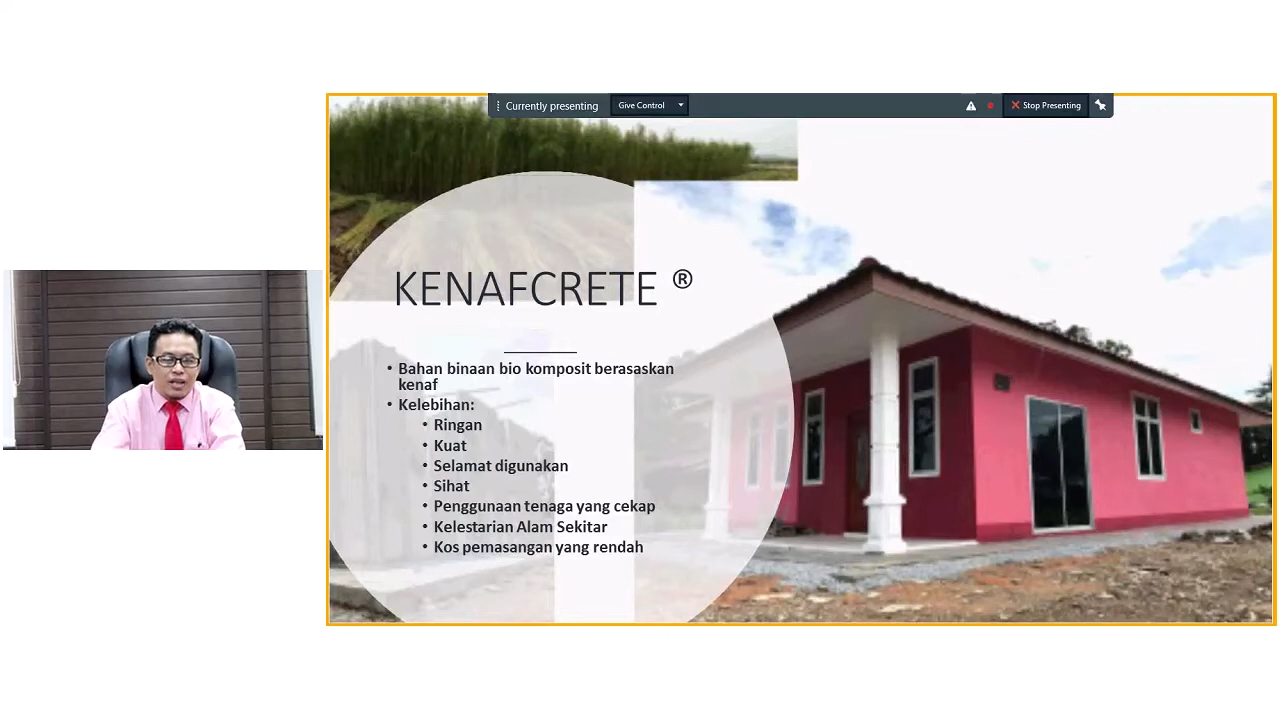 Currently presenting
Give Control
Stop Presenting
KENAFCRETE ®
• Bahan binaan bio komposit berasaskan
kenaf
• Kelebihan:
• Ringan
• Kuat
• Selamat digunakan
• Sihat
• Penggunaan tenaga yang cekap
• Kelestarian Alam Sekitar
• Kos pemasangan yang rendah